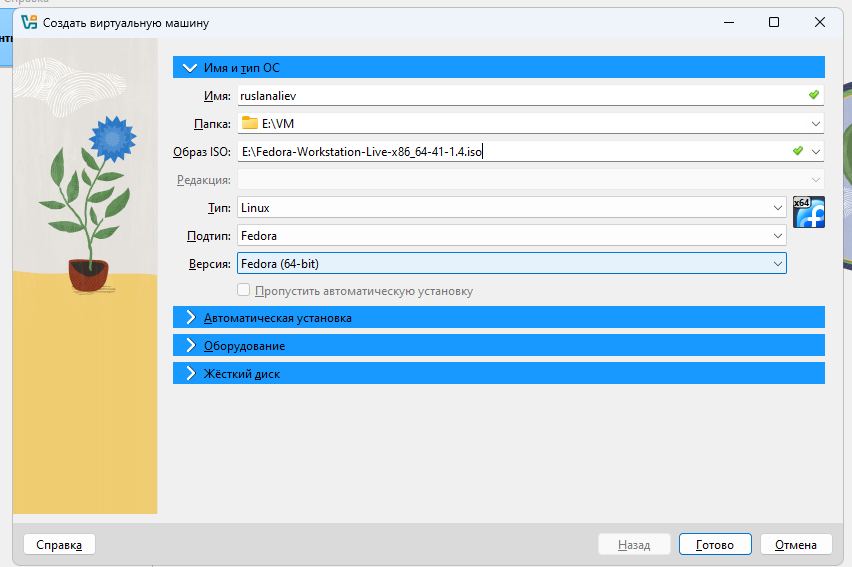 Справка
Создать виртуальную машину
Имя и тип ОС
Имя: ruslanaliev
Папка: E:\VM
Образ ISO: E:\Fedora-Workstation-Live-x86_64-41-1.4.iso
Редакция:
Тип: Linux
x64
Подтип: Fedora
Версия: Fedora (64-bit)
Пропустить автоматическую установку
Автоматическая установка
Оборудование
Жёсткий диск
Справка
Назад
Готово
Отмена